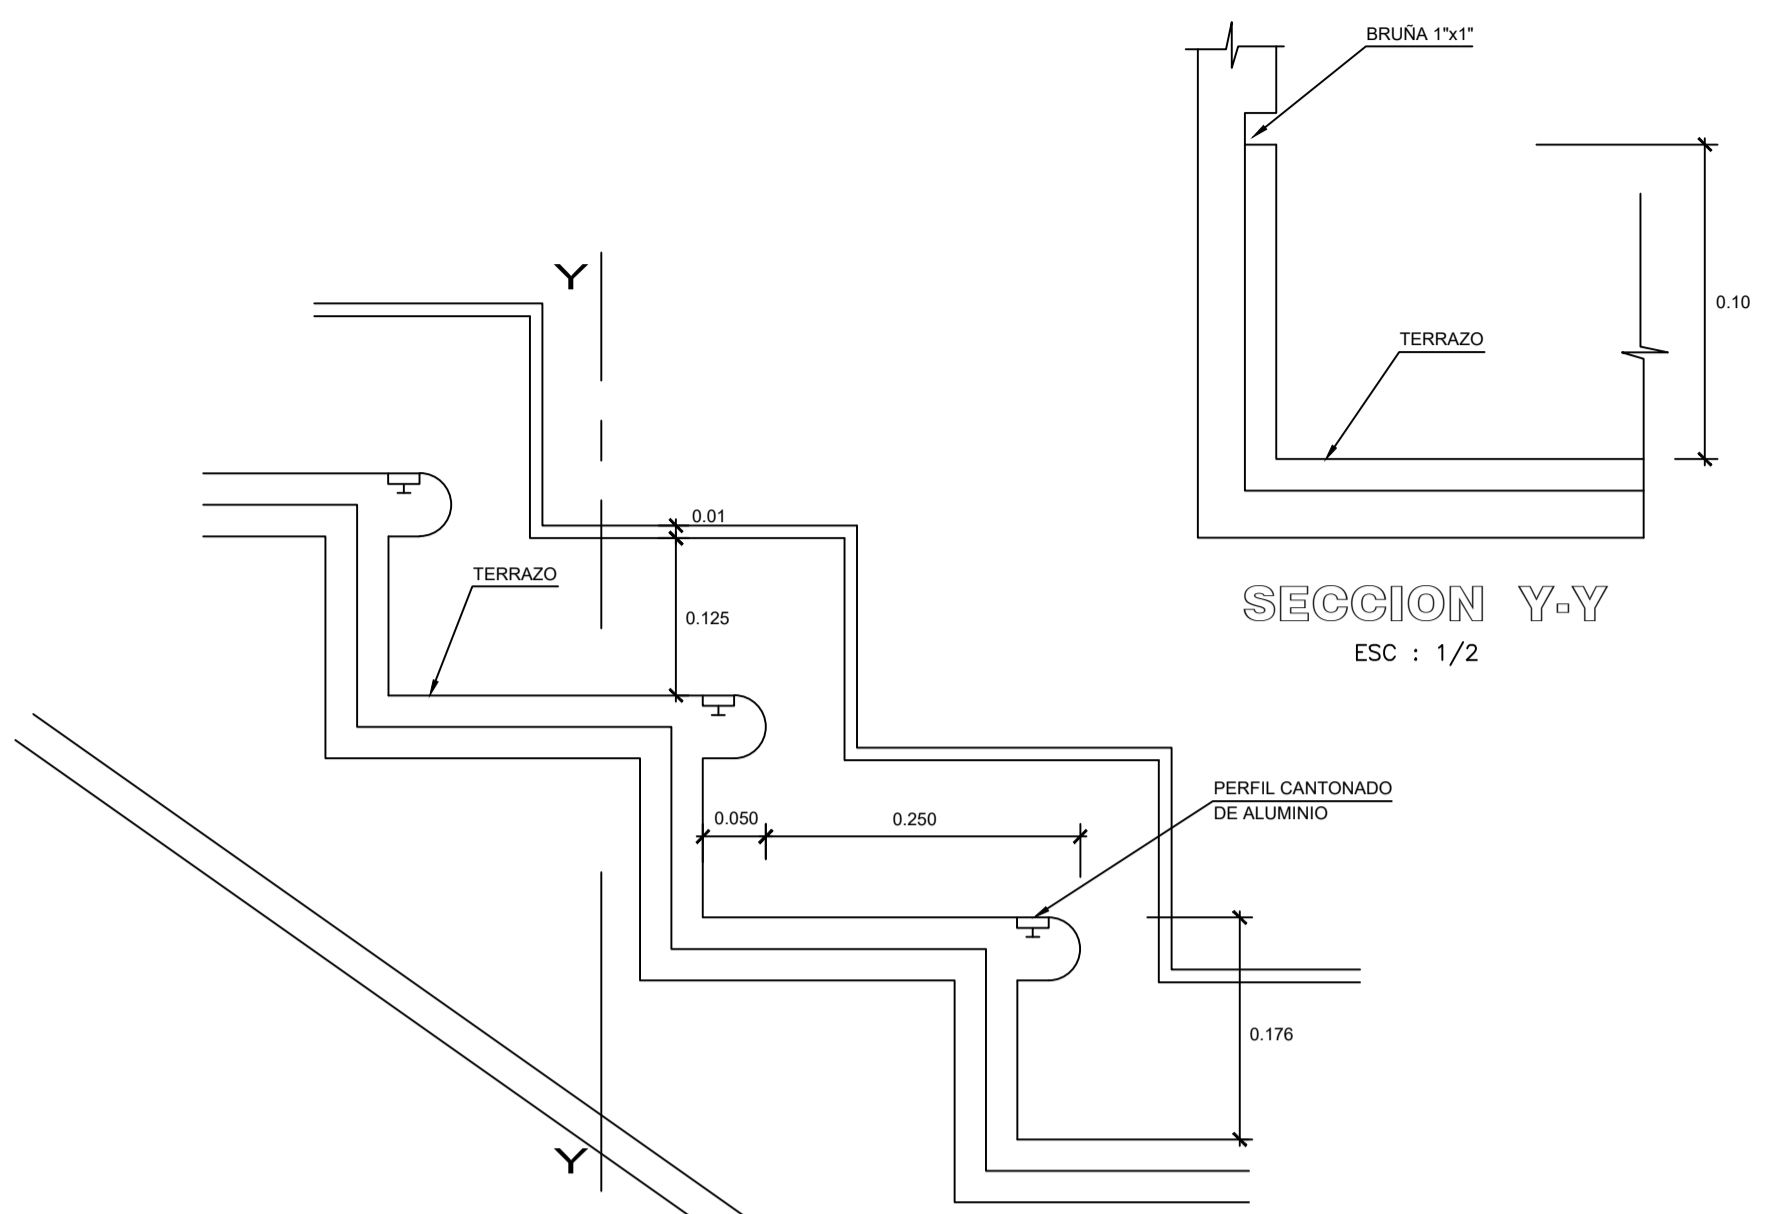 BRUÑA 1"x1"
Y
0.10
TERRAZO
0.01
TERRAZO
0.125
SECCION Y-Y
ESC : 1/2
PERFIL CANTONADO
DE ALUMINIO
0.050
0.250
0.176
Y